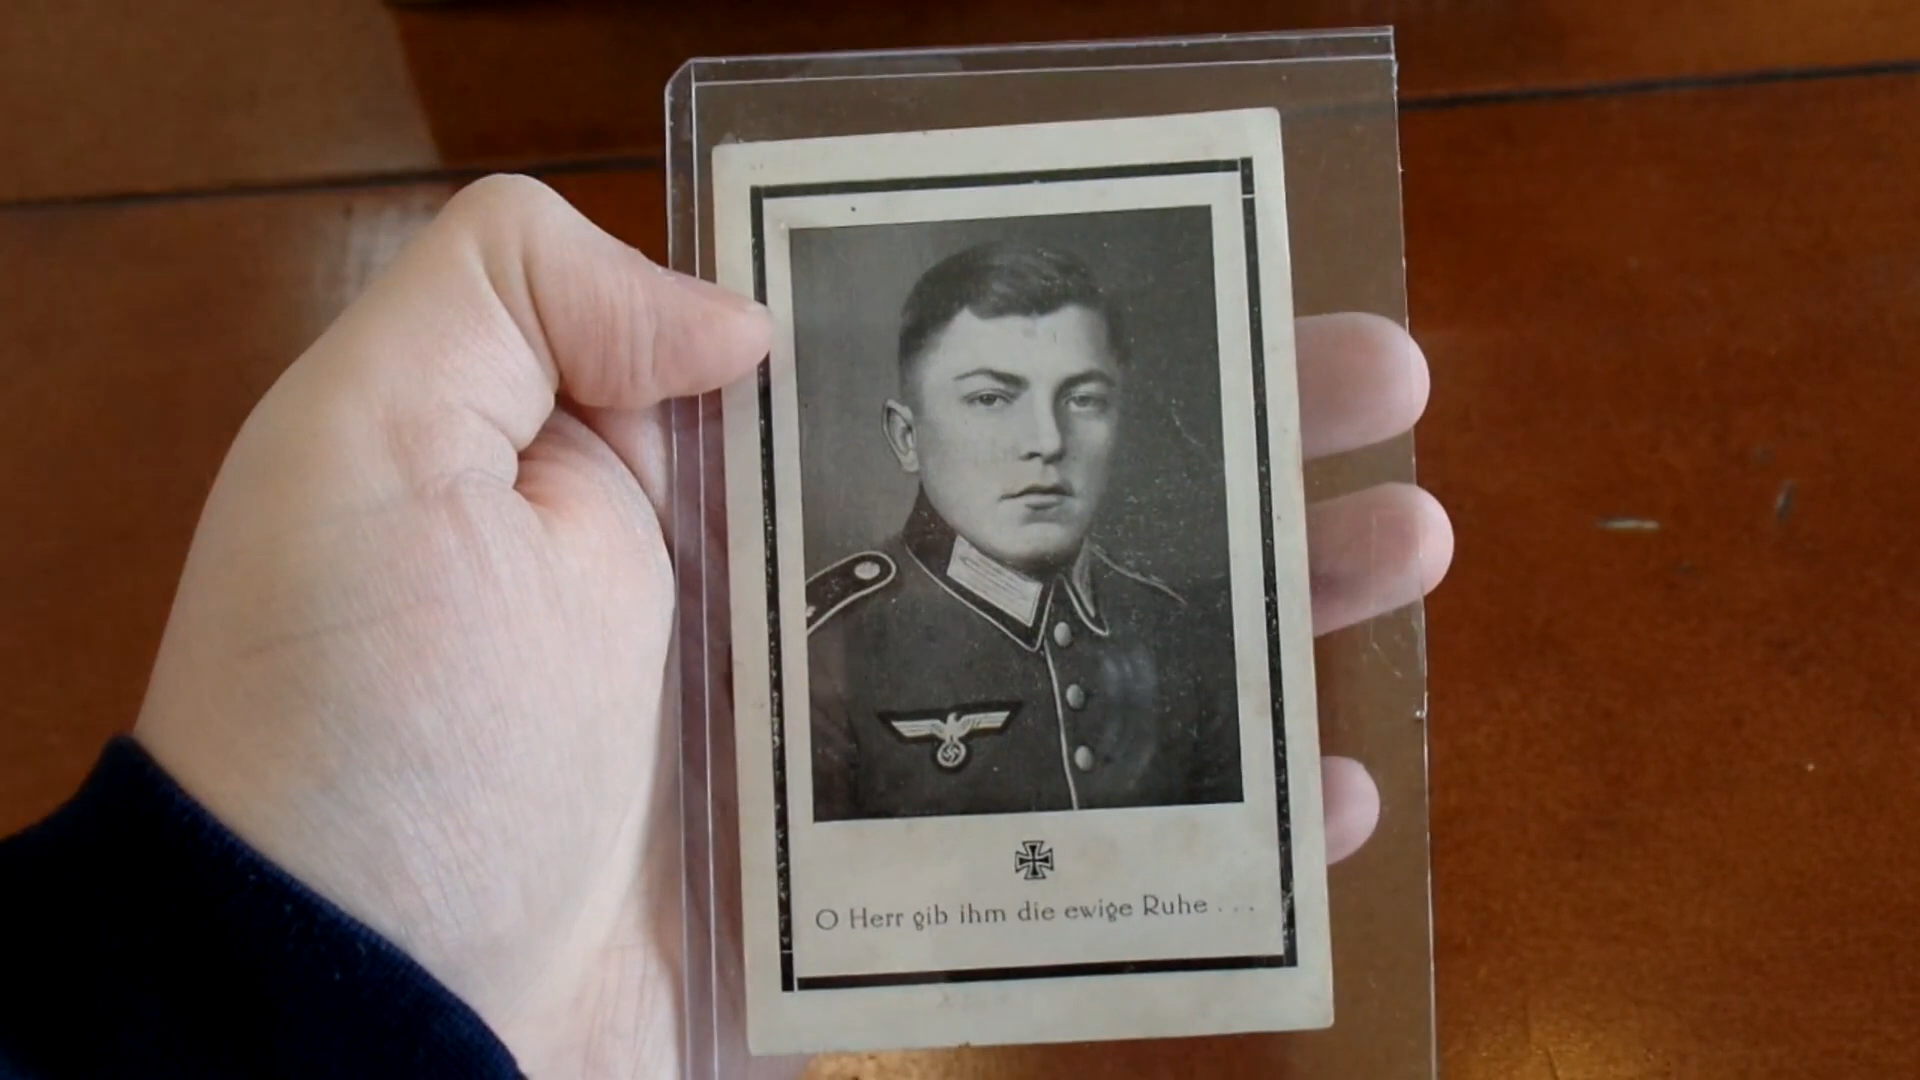 O Herr gib ihm die ewige Ruhe . . .